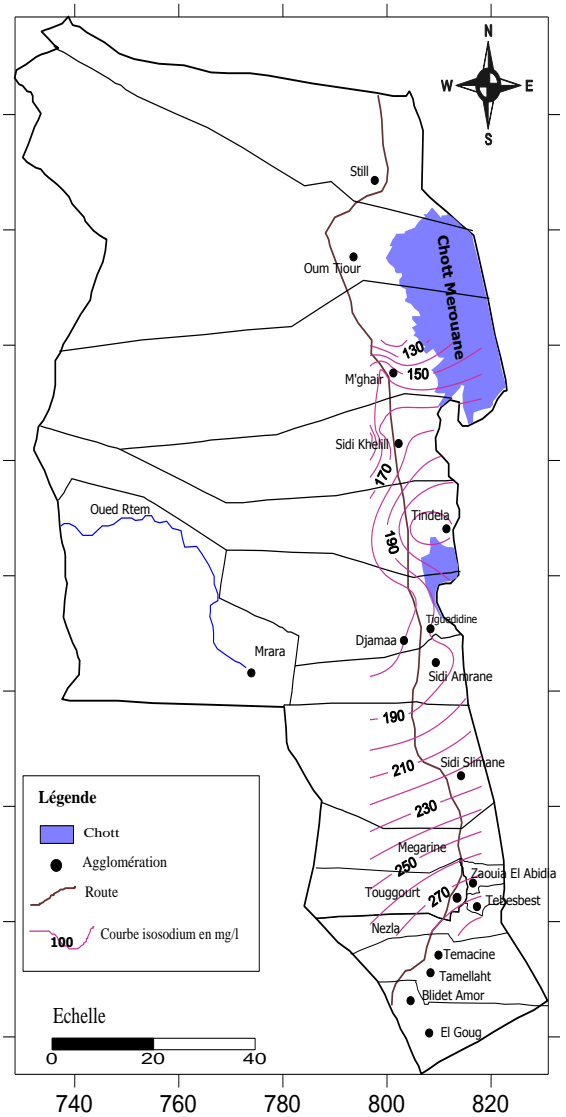 N
W E
S
Still
Oum Tiour
Chott Merouane
130
150
M'ghair
Sidi Khelill
170
Tindela
190
Oued Rtem
Tiguedidine
Djamaa
Mrara
Sidi Amrane
190
210
Sidi Slimane
230
Megarine
250
Zaouia El Abidia
Touggourt
270
Tebesbest
Nezla
Temacine
Tamellaht
Blidet Amor
El Goug
Légende
Chott
Agglomération
Route
100 Courbe isosodium en mg/l
Echelle
0 20 40
740 760 780 800 820